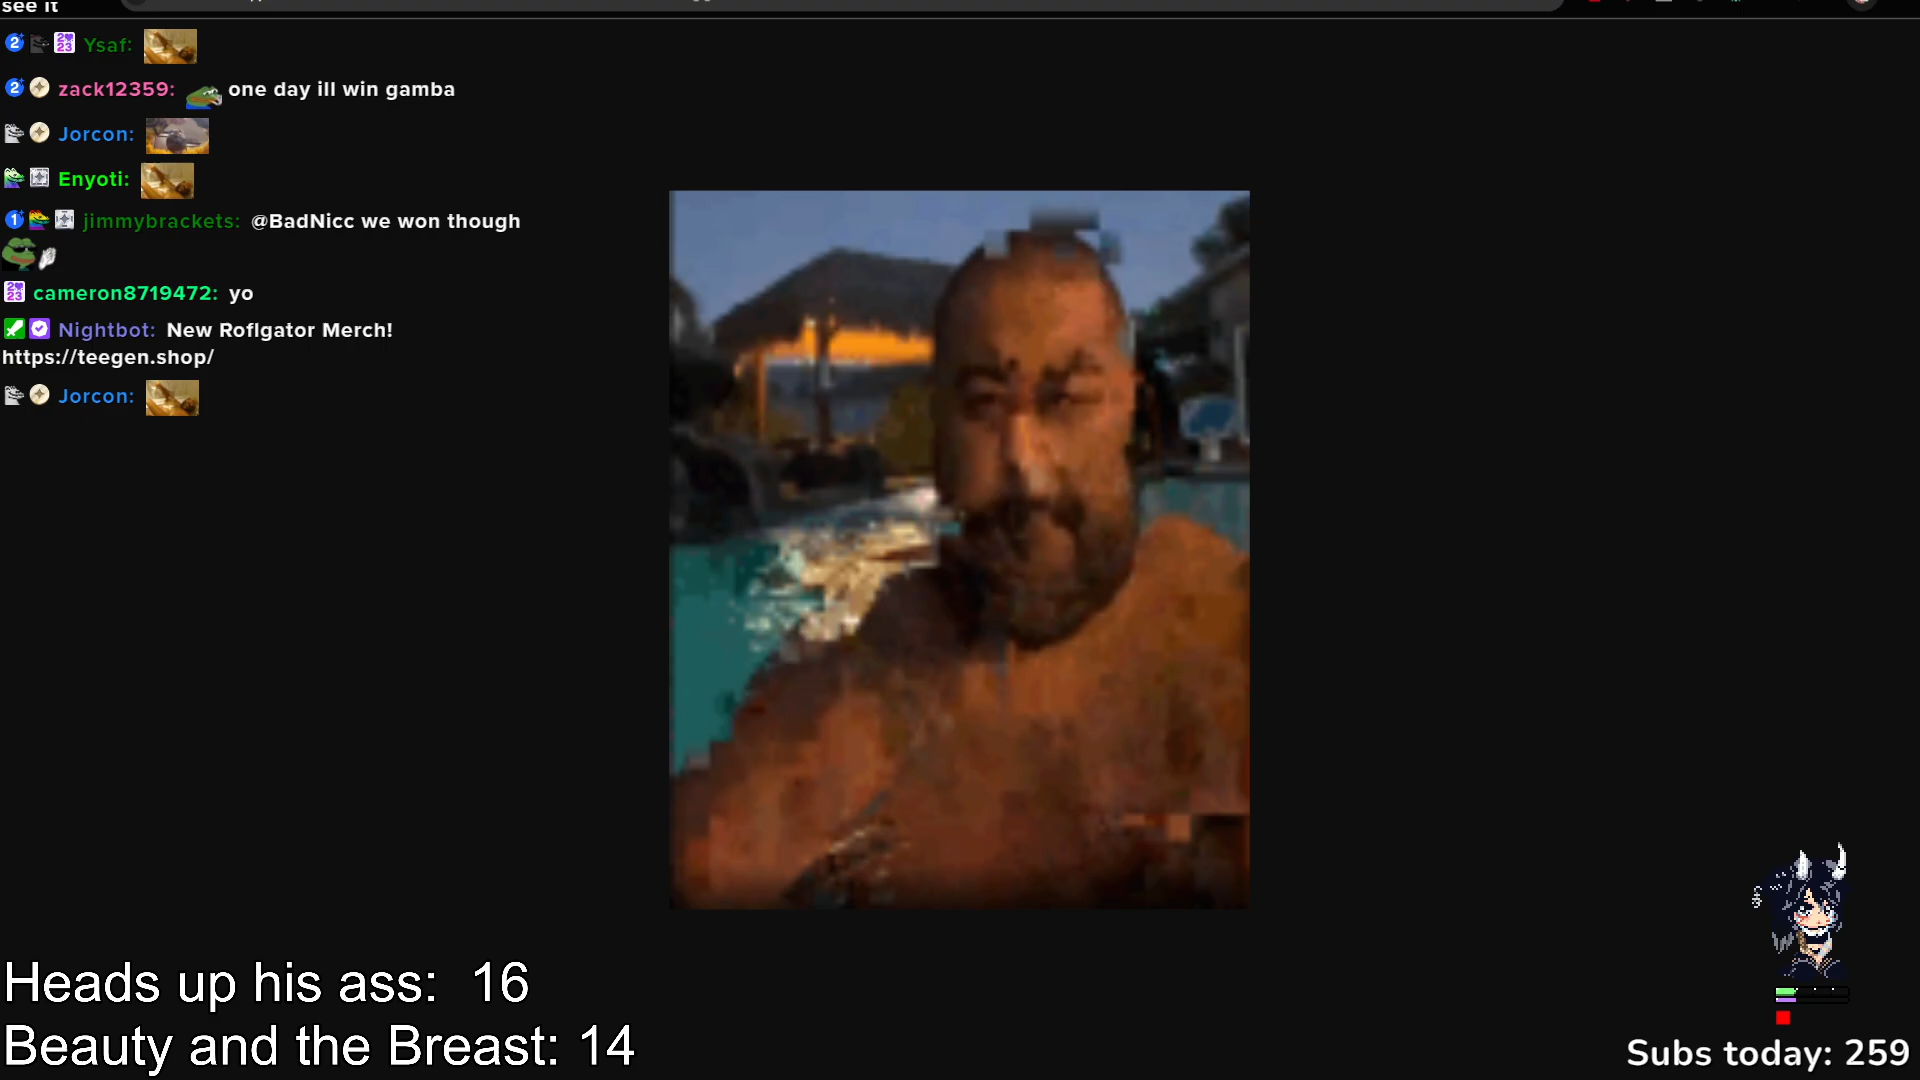 see it
Ysaf:
zack12359: one day ill win gamba
Jorcon:
Enyoti:
jimmybrackets: @BadNicc we won though
cameron8719472: yo
Nightbot: New Roflgator Merch!
https://teegen.shop/
Jorcon:
Heads up his ass: 16
Beauty and the Breast: 14
Subs today: 259